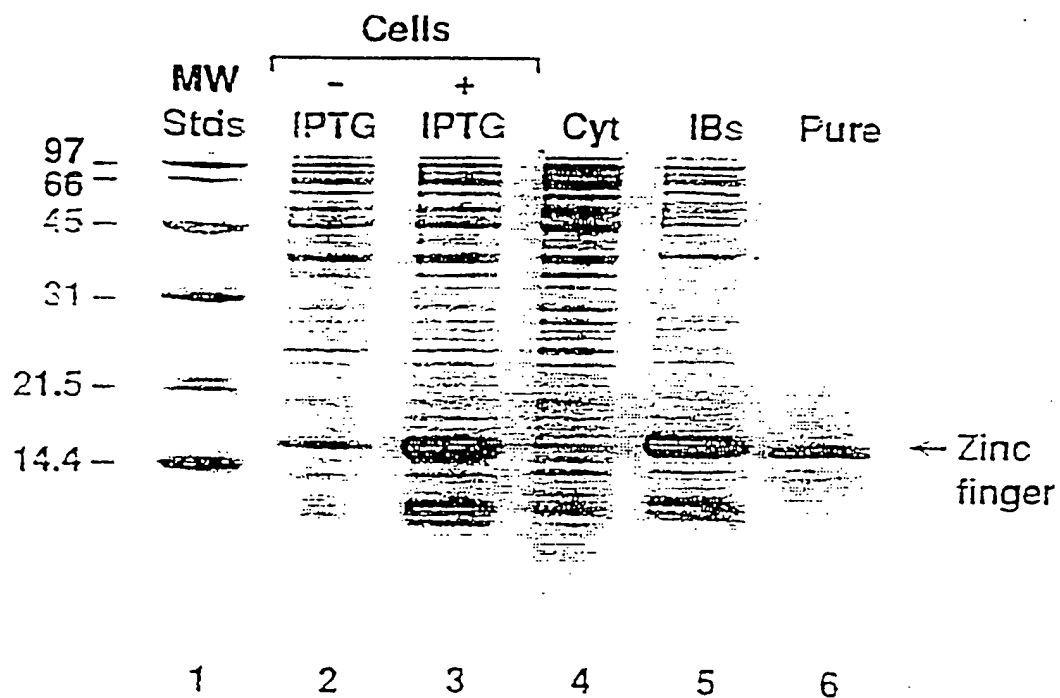 Cells
MW - +
Stds IPTG IPTG Cyt IBs Pure
97
66
45
31
21.5
14.4
← Zinc
finger
1 2 3 4 5 6